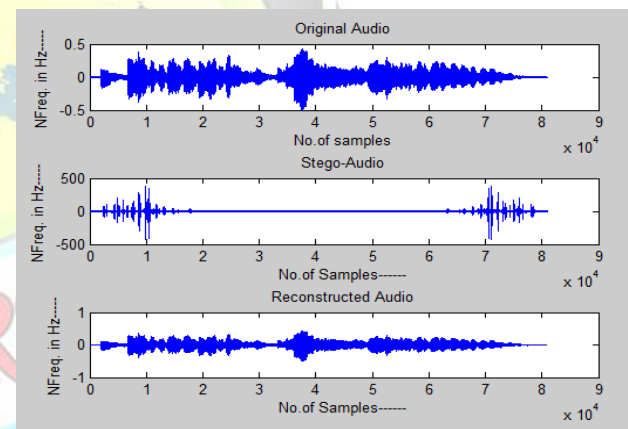 Original Audio
NFreq. in Hz-----
0.5
0
-0.5
0 1 2 3 4 5 6 7 8 9
No.of samples
x 10^4
Stego-Audio
NFreq. in Hz-----
500
0
-500
0 1 2 3 4 5 6 7 8 9
No.of Samples------
x 10^4
Reconstructed Audio
NFreq. in Hz-----
1
0
-1
0 1 2 3 4 5 6 7 8 9
No.of Samples------
x 10^4